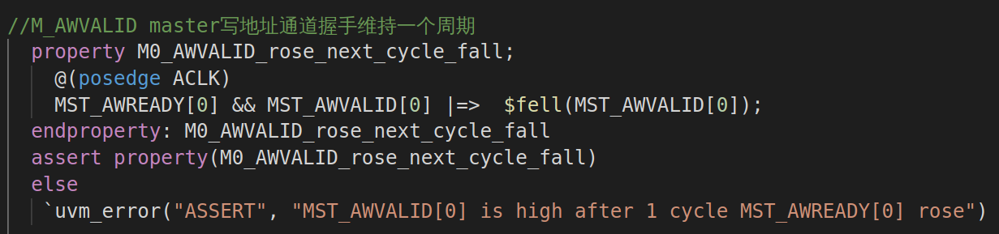 //M_AWVALID master写地址通道握手维持一个周期
property M0_AWVALID_rose_next_cycle_fall;
@(posedge ACLK)
MST_AWREADY[0] && MST_AWVALID[0] |=>  $fell(MST_AWVALID[0]);
endproperty: M0_AWVALID_rose_next_cycle_fall
assert property(M0_AWVALID_rose_next_cycle_fall)
else
`uvm_error("ASSERT", "MST_AWVALID[0] is high after 1 cycle MST_AWREADY[0] rose")